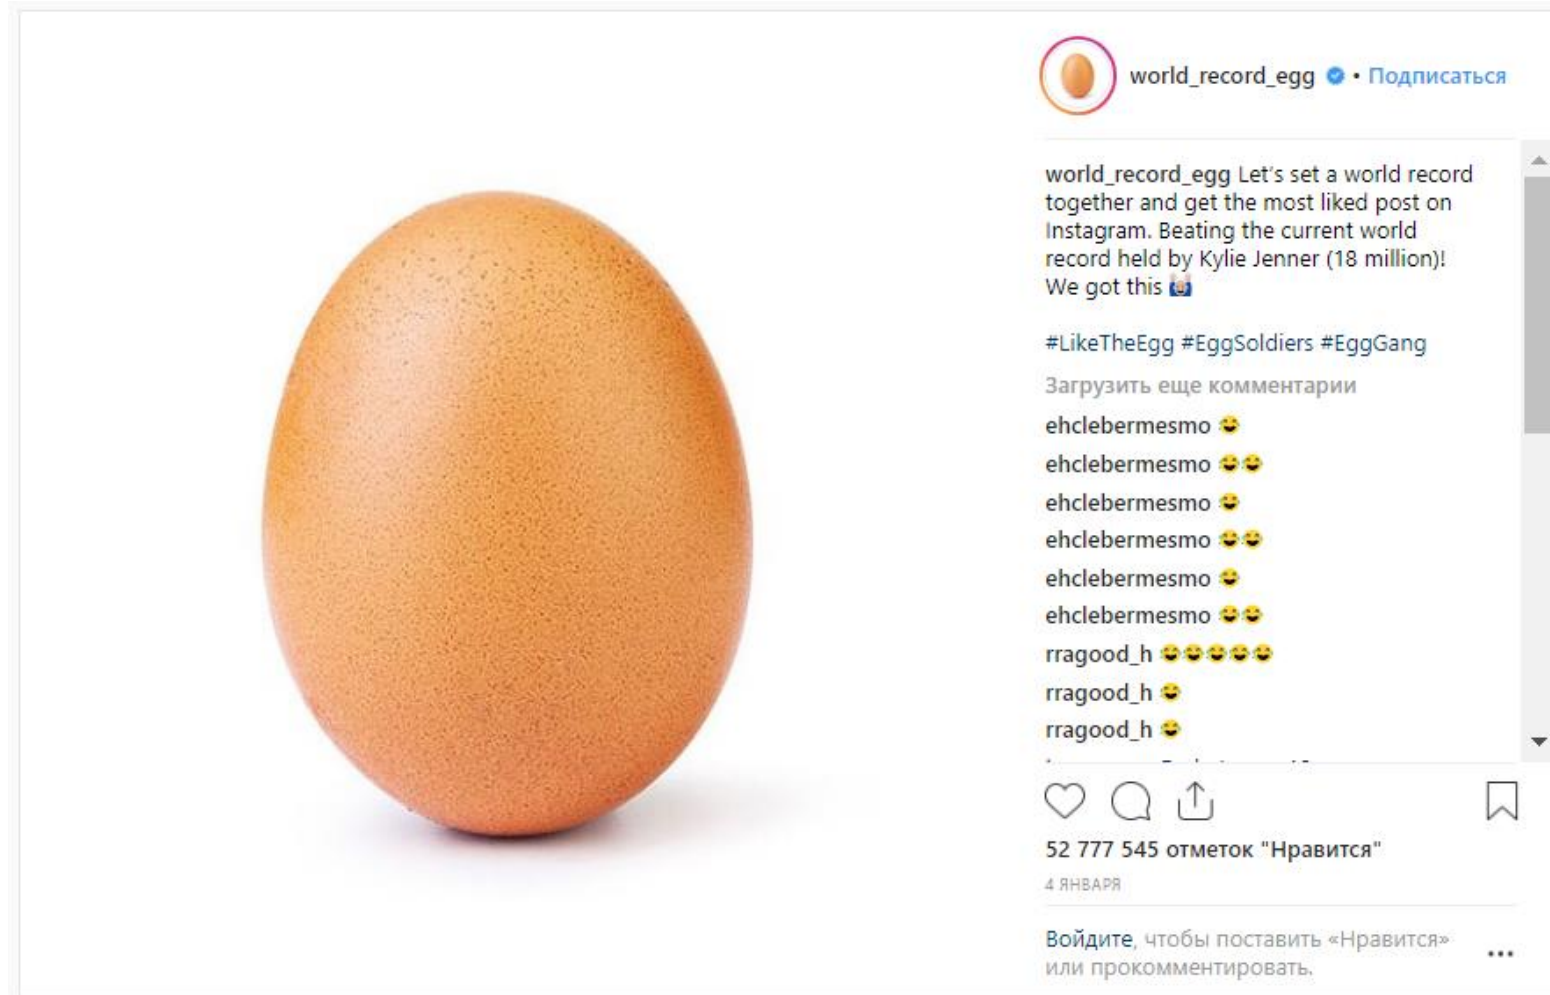 world_record_egg • Подписаться
world_record_egg Let's set a world record
together and get the most liked post on
Instagram. Beating the current world
record held by Kylie Jenner (18 million)!
We got this 🙌
#LikeTheEgg #EggSoldiers #EggGang
Загрузить еще комментарии
ehclebermesmo 😂
ehclebermesmo 😂😂
ehclebermesmo 😂
ehclebermesmo 😂😂
ehclebermesmo 😂
ehclebermesmo 😂😂
rragood_h 😂😂😂😂😂
rragood_h 😂
rragood_h 😂
52 777 545 отметок "Нравится"
4 ЯНВАРЯ
Войдите, чтобы поставить «Нравится»
или прокомментировать.